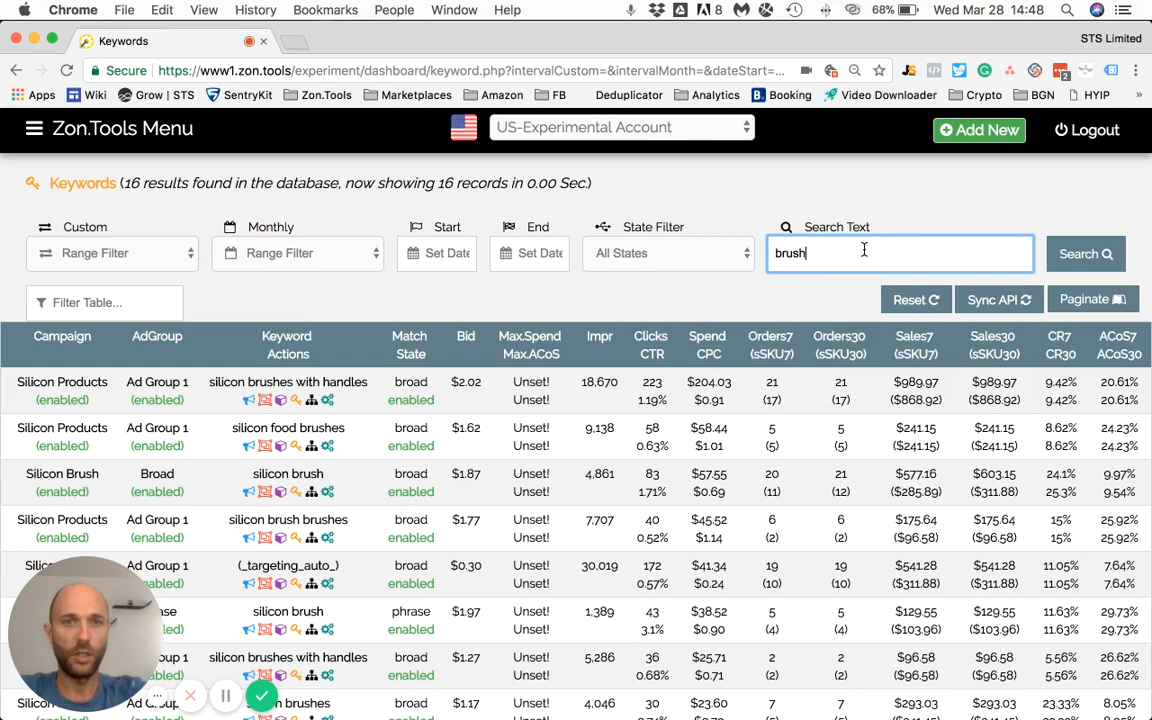 Chrome File Edit View History Bookmarks People Window Help 8 68% Wed Mar 28 14:48
Keywords STS Limited
Secure https://www1.zon.tools/experiment/dashboard/keyword.php?intervalCustom=&intervalMonth=&dateStart=...
Apps Wiki Grow | STS SentryKit Zon.Tools Marketplaces Amazon FB Deduplicator Analytics Booking Video Downloader Crypto BGN HYIP »
Zon.Tools Menu US-Experimental Account Add New Logout
Keywords (16 results found in the database, now showing 16 records in 0.00 Sec.)
Custom Monthly Start End State Filter Search Text
Range Filter Range Filter Set Date Set Date All States brush Search
Filter Table... Reset Sync API Paginate
Campaign AdGroup Keyword Match Bid Max.Spend Impr Clicks Spend Orders7 Orders30 Sales7 Sales30 CR7 ACoS7
Actions State Max.ACoS CTR CPC (sSKU7) (sSKU30) (sSKU7) (sSKU30) CR30 ACoS30
Silicon Products Ad Group 1 silicon brushes with handles broad $2.02 Unset! 18,670 223 $204.03 21 21 $989.97 $989.97 9.42% 20.61%
(enabled) (enabled) enabled Unset! 1.19% $0.91 (17) (17) ($868.92) ($868.92) 9.42% 20.61%
Silicon Products Ad Group 1 silicon food brushes broad $1.62 Unset! 9,138 58 $58.44 5 5 $241.15 $241.15 8.62% 24.23%
(enabled) (enabled) enabled Unset! 0.63% $1.01 (5) (5) ($241.15) ($241.15) 8.62% 24.23%
Silicon Brush Broad silicon brush broad $1.87 Unset! 4,861 83 $57.55 20 21 $577.16 $603.15 24.1% 9.97%
(enabled) (enabled) enabled Unset! 1.71% $0.69 (11) (12) ($285.89) ($311.88) 25.3% 9.54%
Silicon Products Ad Group 1 silicon brush brushes broad $1.77 Unset! 7,707 40 $45.52 6 6 $175.64 $175.64 15% 25.92%
(enabled) (enabled) enabled Unset! 0.52% $1.14 (2) (2) ($96.58) ($96.58) 15% 25.92%
Ad Group 1 (_targeting_auto_) broad $0.30 Unset! 30,019 172 $41.34 19 19 $541.28 $541.28 11.05% 7.64%
enabled Unset! 0.57% $0.24 (10) (10) ($311.88) ($311.88) 11.05% 7.64%
silicon brush phrase $1.97 Unset! 1,389 43 $38.52 5 5 $129.55 $129.55 11.63% 29.73%
enabled Unset! 3.1% $0.90 (4) (4) ($103.96) ($103.96) 11.63% 29.73%
silicon brushes with handles broad $1.27 Unset! 5,286 36 $25.71 2 2 $96.58 $96.58 5.56% 26.62%
(enabled) enabled Unset! 0.68% $0.71 (2) (2) ($96.58) ($96.58) 5.56% 26.62%
broad $1.17 Unset! 4,046 30 $23.60 $293.03 $293.03 23.33% 8.05%